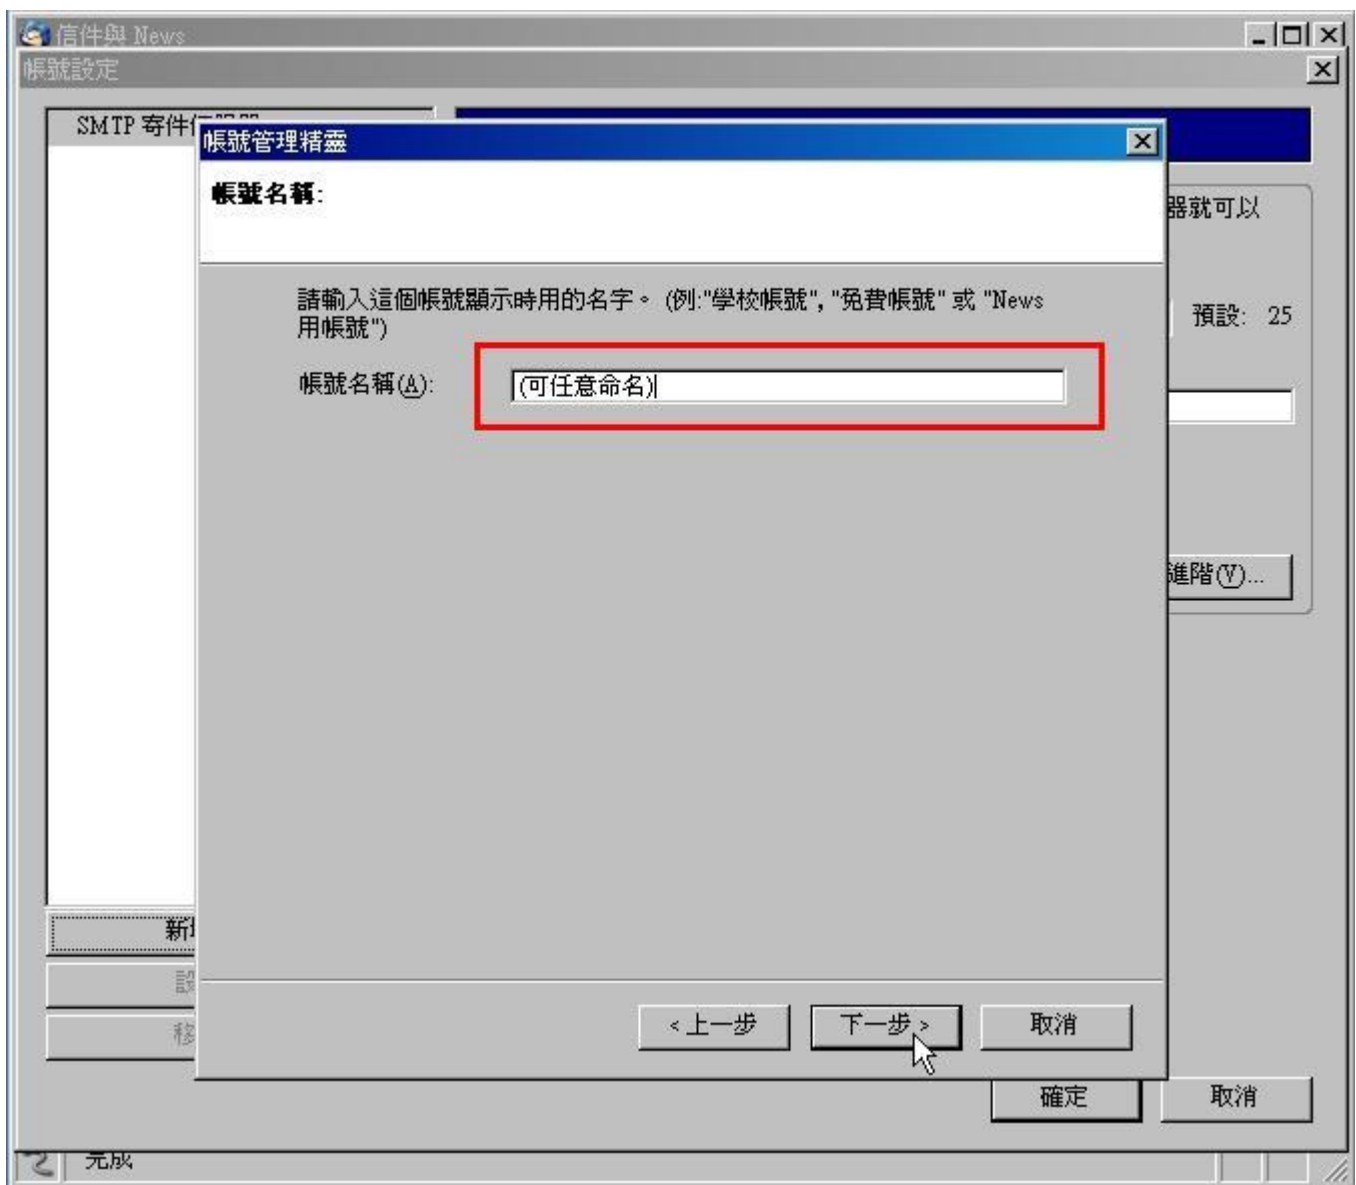 信件與 News
帳號設定
SMTP 寄件
帳號管理精靈
帳號名稱:
器就可以
請輸入這個帳號顯示時用的名字。 (例:"學校帳號", "免費帳號" 或 "News
用帳號")
預設: 25
帳號名稱(A):
(可任意命名)
進階(V)...
新
設
移
<上一步
下一步 >
取消
確定
取消
完成